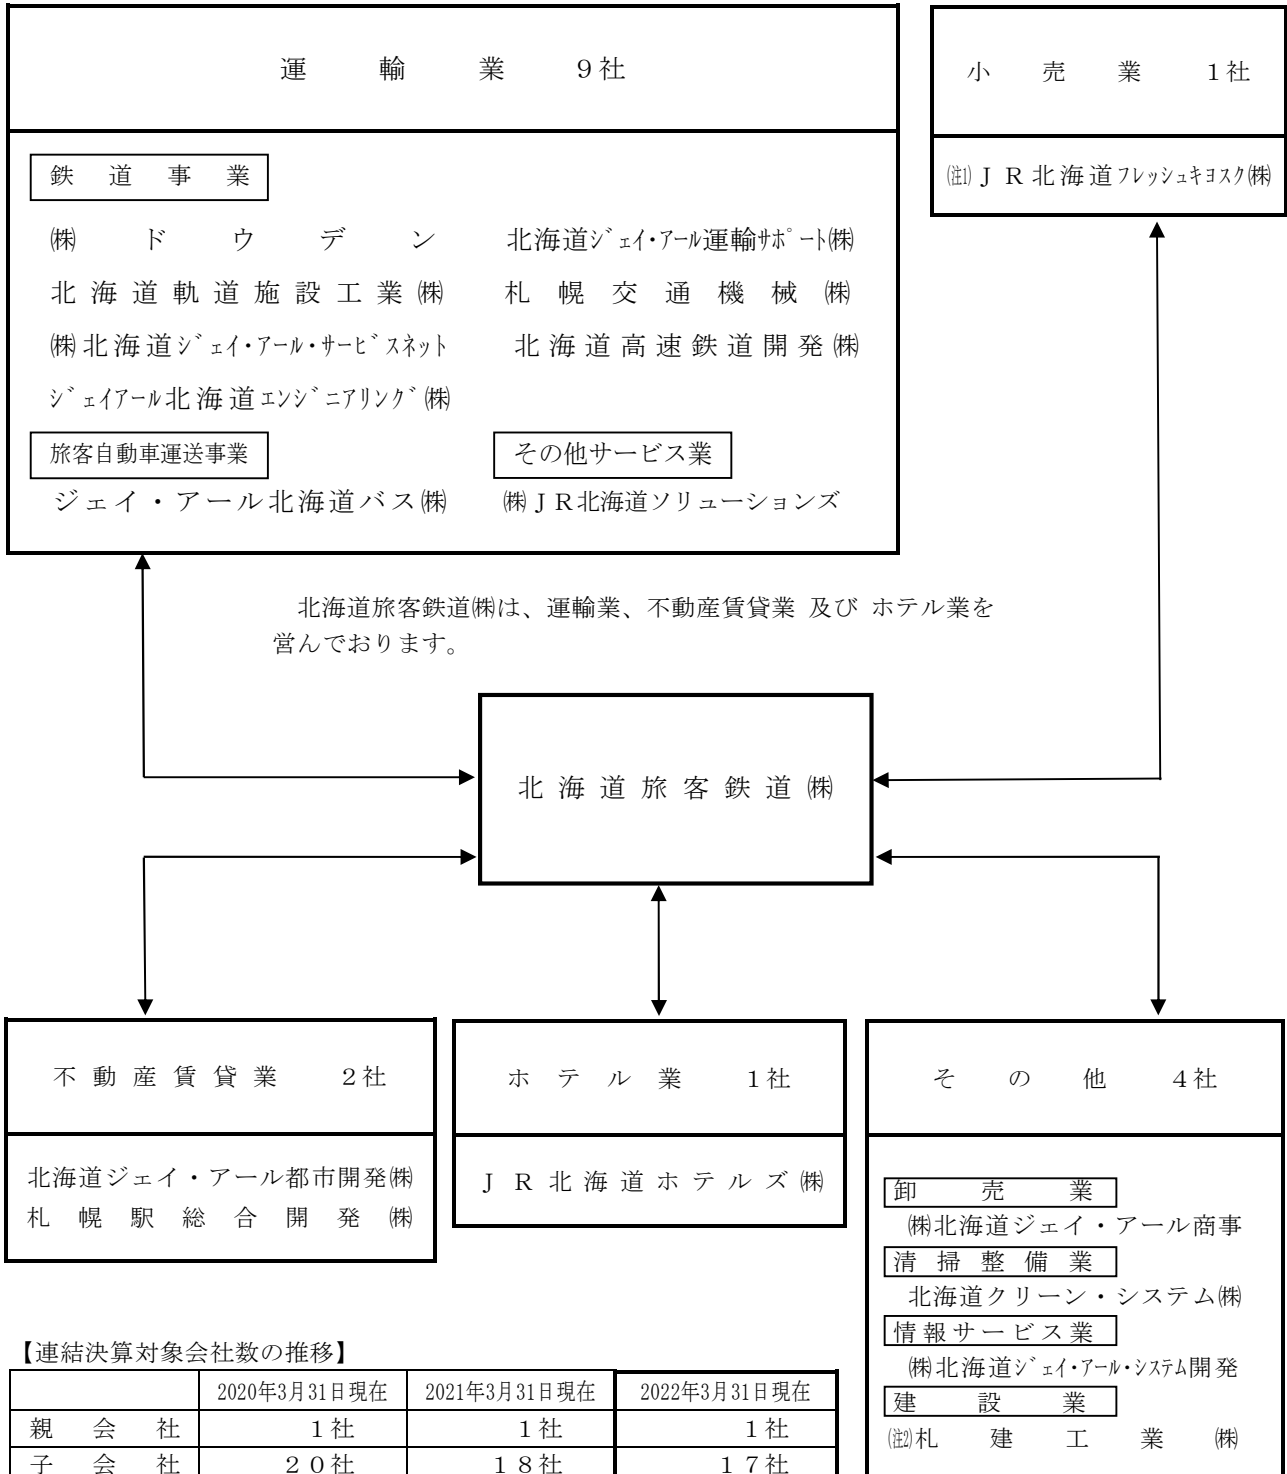 運輸業 9社
鉄道事業
㈱ドウデン 北海道ジェイ・アール運輸サポート㈱
北海道軌道施設工業㈱ 札幌交通機械㈱
㈱北海道ジェイ・アール・サービスネット 北海道高速鉄道開発㈱
ジェイアール北海道エンジニアリング㈱
旅客自動車運送事業 その他サービス業
ジェイ・アール北海道バス㈱ ㈱JR北海道ソリューションズ
小売業 1社
(注1)JR北海道フレッシュキヨスク㈱
北海道旅客鉄道㈱は、運輸業、不動産賃貸業 及び ホテル業を
営んでおります。
北海道旅客鉄道㈱
不動産賃貸業 2社
北海道ジェイ・アール都市開発㈱
札幌駅総合開発㈱
ホテル業 1社
JR北海道ホテルズ㈱
その他 4社
卸売業
㈱北海道ジェイ・アール商事
清掃整備業
北海道クリーン・システム㈱
情報サービス業
㈱北海道ジェイ・アール・システム開発
建設業
(注2)札建工業㈱
【連結決算対象会社数の推移】
2020年3月31日現在 2021年3月31日現在 2022年3月31日現在
親会社 1社 1社 1社
子会社 20社 18社 17社